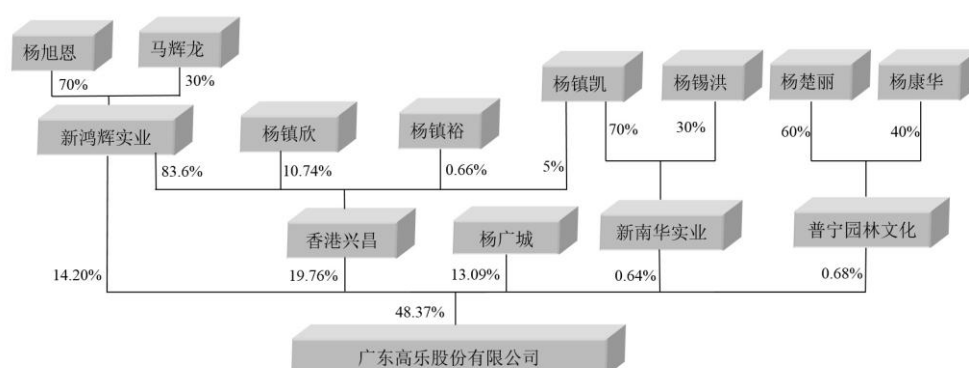 杨旭恩
马辉龙
杨镇凯
杨锡洪
杨楚丽
杨康华
70%
30%
新鸿辉实业
杨镇欣
杨镇裕
70%
30%
60%
40%
83.6%
10.74%
0.66%
5%
香港兴昌
杨广城
新南华实业
普宁园林文化
14.20%
19.76%
13.09%
0.64%
0.68%
48.37%
广东高乐股份有限公司